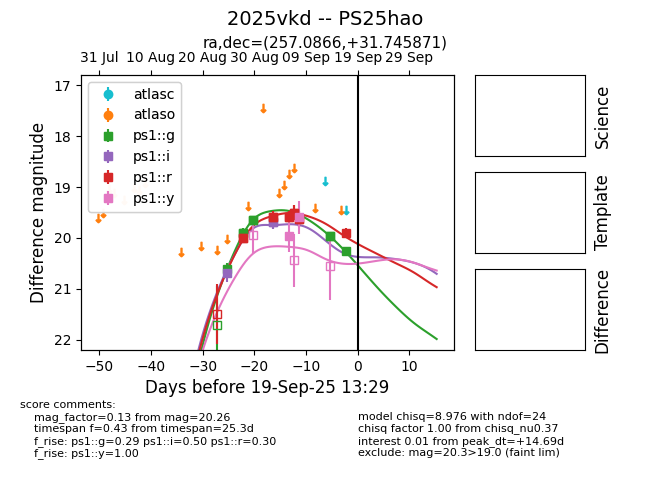 2025vkd -- PS25hao
ra,dec=(257.0866,+31.745871)
31 Jul 10 Aug 20 Aug 30 Aug 09 Sep 19 Sep 29 Sep
17
18
19
20
21
22
Difference magnitude
atlasc
atlaso
ps1::g
ps1::i
ps1::r
ps1::y
−50 −40 −30 −20 −10 0 10
Days before 19-Sep-25 13:29
Science
Template
Difference
score comments:
mag_factor=0.13 from mag=20.26
timespan f=0.43 from timespan=25.3d
f_rise: ps1::g=0.29 ps1::i=0.50 ps1::r=0.30
f_rise: ps1::y=1.00
model chisq=8.976 with ndof=24
chisq factor 1.00 from chisq_nu0.37
interest 0.01 from peak_dt=+14.69d
exclude: mag=20.3>19.0 (faint lim)